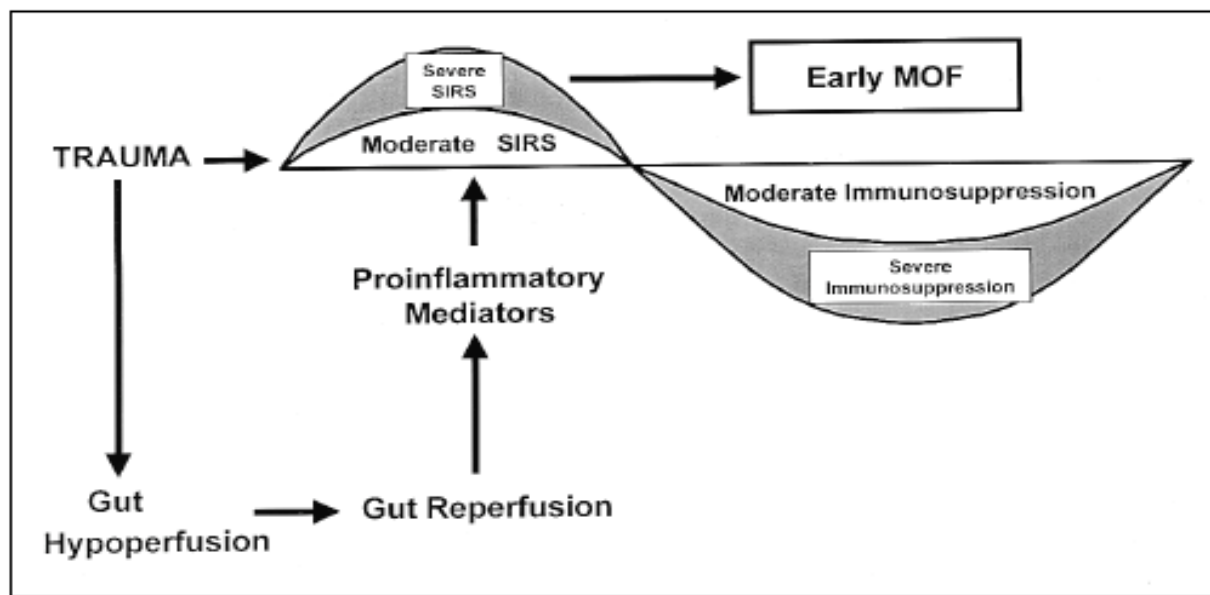 Severe
SIRS
Early MOF
Moderate SIRS
TRAUMA
Moderate Immunosuppression
Severe
Immunosuppression
Proinflammatory
Mediators
Gut
Hypoperfusion
Gut Reperfusion